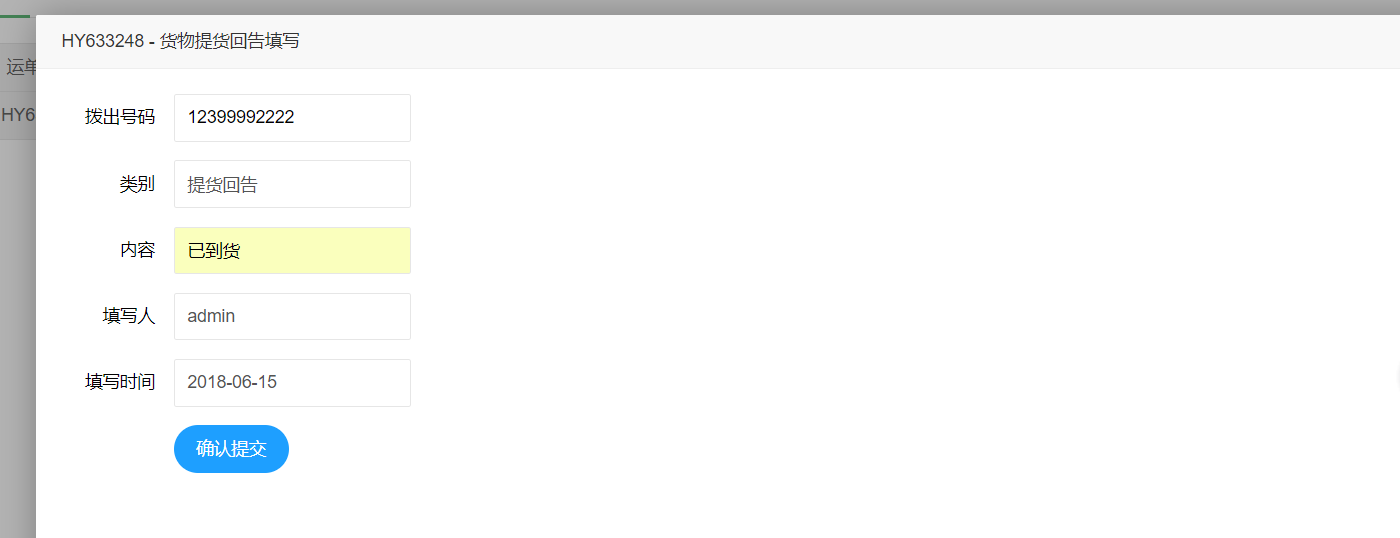 HY633248 - 货物提货回告填写
运单
HY6
拨出号码 12399992222
类别 提货回告
内容 已到货
填写人 admin
填写时间 2018-06-15
确认提交